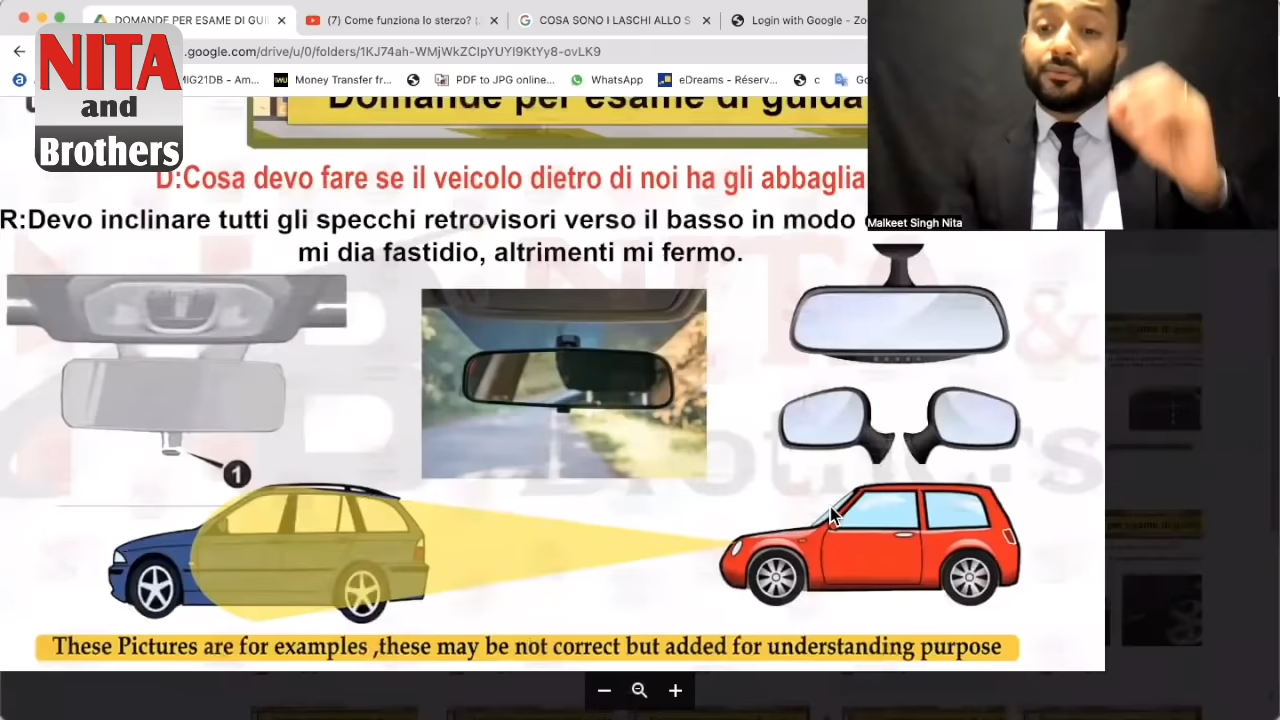 DOMANDE PER ESAME DI GUI
(7) Come funziona lo sterzo?
COSA SONO I LASCHI ALLO S
Login with Google - Zo
.google.com/drive/u/0/folders/1KJ74ah-WMjWkZClpYUYI9KtYy8-ovLK9
MIG21DB - Am...
Money Transfer fr...
c
PDF to JPG online...
WhatsApp
eDreams - Réserv...
Go
NITA
and
Brothers
Domande per esame di guida
D:Cosa devo fare se il veicolo dietro di noi ha gli abbaglia
R:Devo inclinare tutti gli specchi retrovisori verso il basso in modo
mi dia fastidio, altrimenti mi fermo.
Malkeet Singh Nita
1
These Pictures are for examples ,these may be not correct but added for understanding purpose